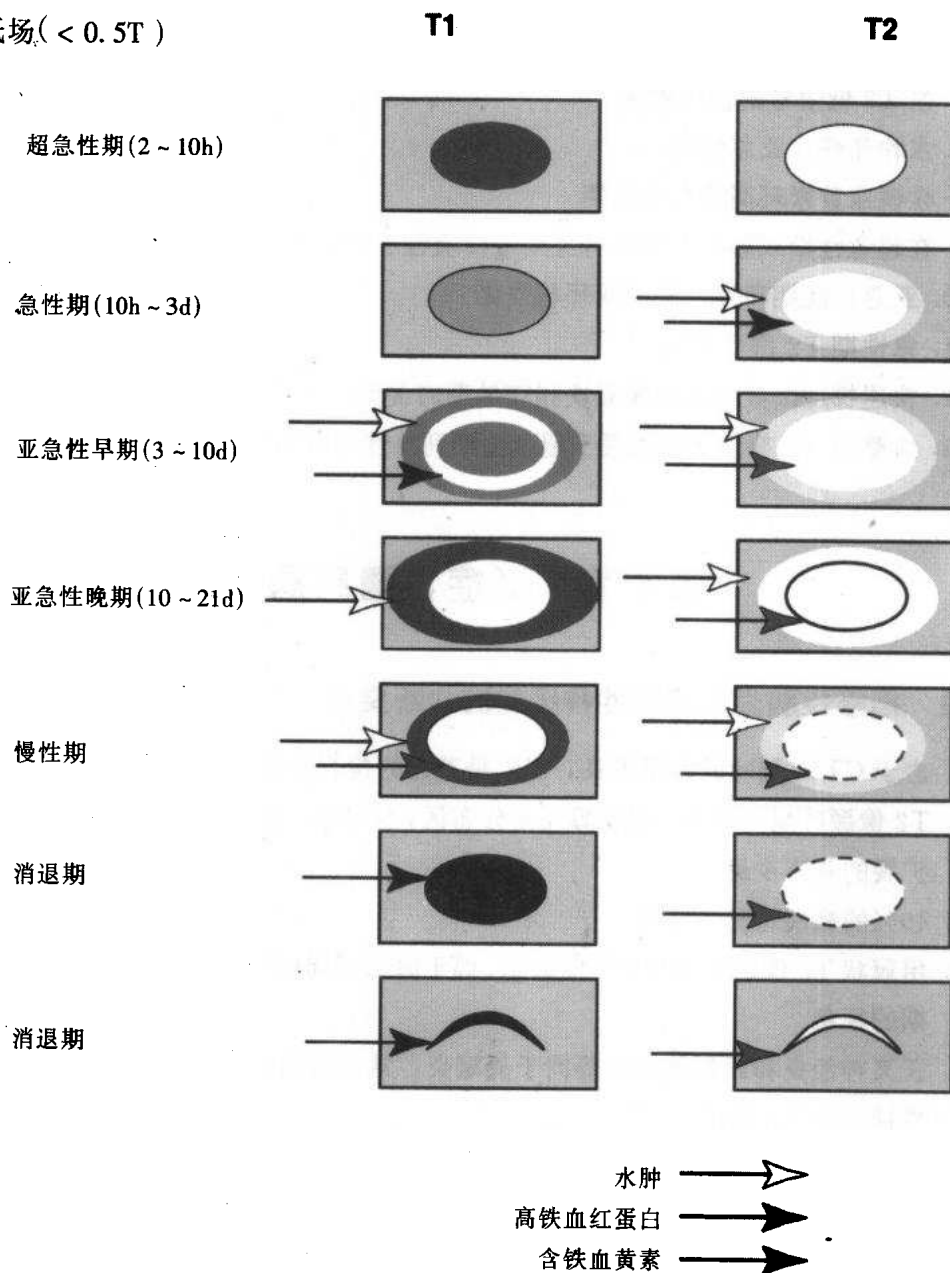 场(<0.5T) T1 T2
超急性期(2~10h)
急性期(10h~3d)
亚急性早期(3~10d)
亚急性晚期(10~21d)
慢性期
消退期
消退期
水肿
高铁血红蛋白
含铁血黄素